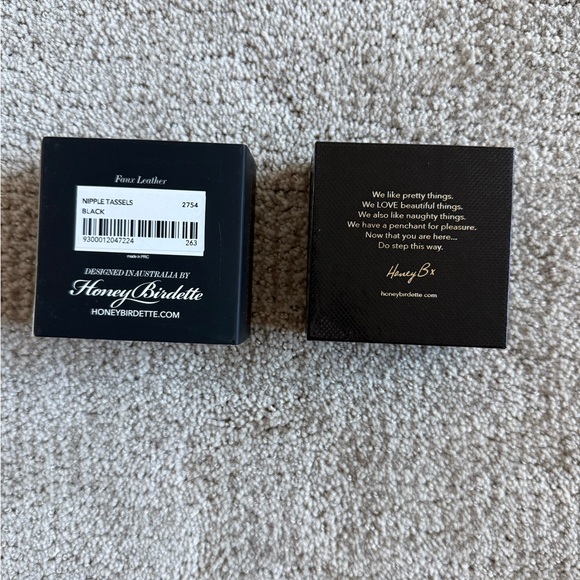 Faux Leather
NIPPLE TASSELS 2754
BLACK
9300012047224 263
made in PRC
DESIGNED IN AUSTRALIA BY
Honey Birdette
HONEYBIRDETTE.COM
We like pretty things.
We LOVE beautiful things.
We also like naughty things.
We have a penchant for pleasure.
Now that you are here...
Do step this way.
Honey B x
honeybirdette.com